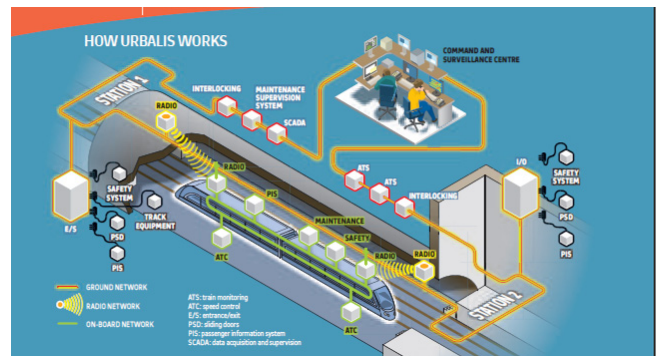 HOW URBALIS WORKS
COMMAND AND
SURVEILLANCE CENTRE
STATION 1
INTERLOCKING
MAINTENANCE
SUPERVISION
SYSTEM
SCADA
RADIO
RADIO
PIS
ATS
ATS
INTERLOCKING
I/O
SAFETY
SYSTEM
PSD
PIS
SAFETY
SYSTEM
TRACK
EQUIPMENT
E/S
PSD
PIS
ATC
MAINTENANCE
SAFETY
RADIO
RADIO
ATC
STATION 2
GROUND NETWORK
RADIO NETWORK
ON-BOARD NETWORK
ATS: train monitoring
ATC: speed control
E/S: entrance/exit
PSD: sliding doors
PIS: passenger information system
SCADA: data acquisition and supervision